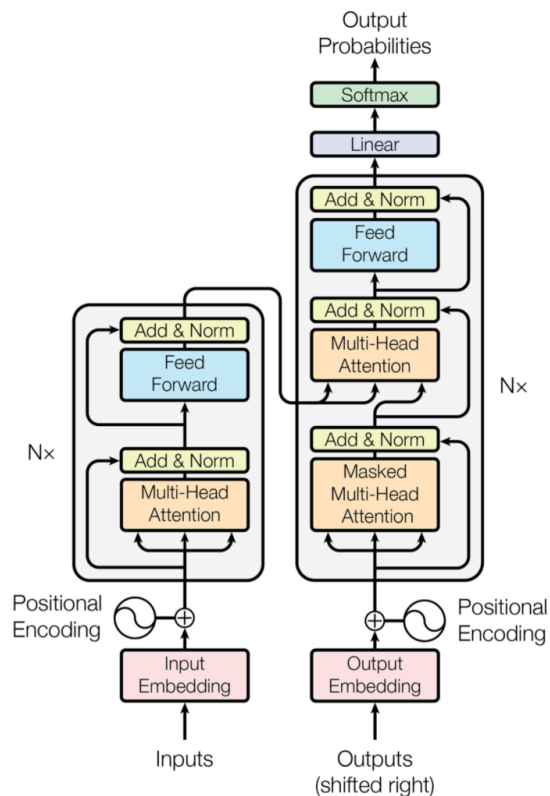 Output
Probabilities
Softmax
Linear
Add & Norm
Feed
Forward
Add & Norm
Multi-Head
Attention
Add & Norm
Masked
Multi-Head
Attention
N×
Positional
Encoding
Output
Embedding
Outputs
(shifted right)
Add & Norm
Feed
Forward
Add & Norm
Multi-Head
Attention
N×
Positional
Encoding
Input
Embedding
Inputs